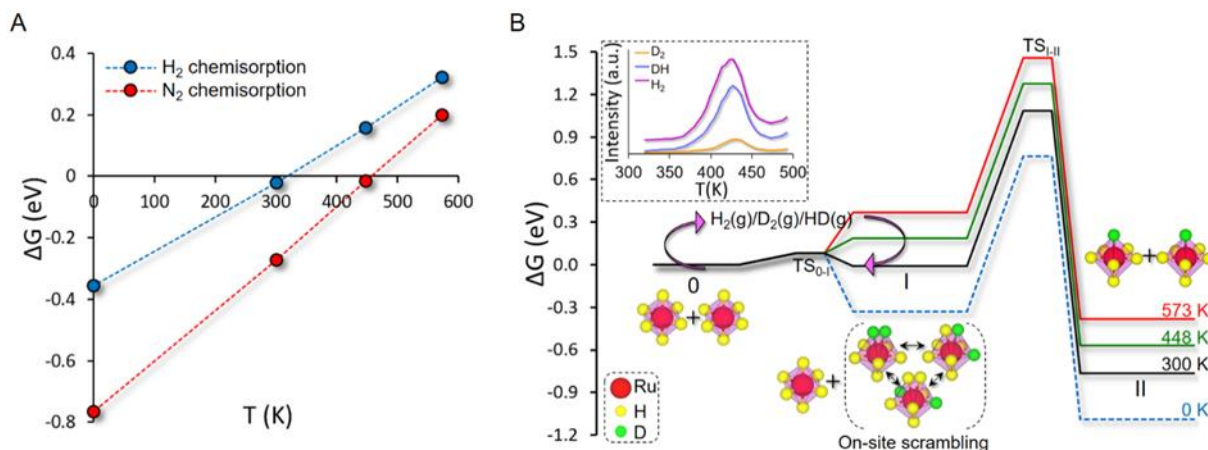 A
H₂ chemisorption
N₂ chemisorption
ΔG (eV)
0.4
0.2
0
-0.2
-0.4
-0.6
-0.8
0 100 200 300 400 500 600
T (K)
B
ΔG (eV)
1.5
1.2
0.9
0.6
0.3
0.0
-0.3
-0.6
-0.9
-1.2
Intensity (a.u.)
D₂
DH
H₂
300 350 400 450 500
T(K)
TS_I-II
H₂(g)/D₂(g)/HD(g)
TS₀₋I
0
I
+
+
+
573 K
448 K
300 K
0 K
II
Ru
H
D
On-site scrambling